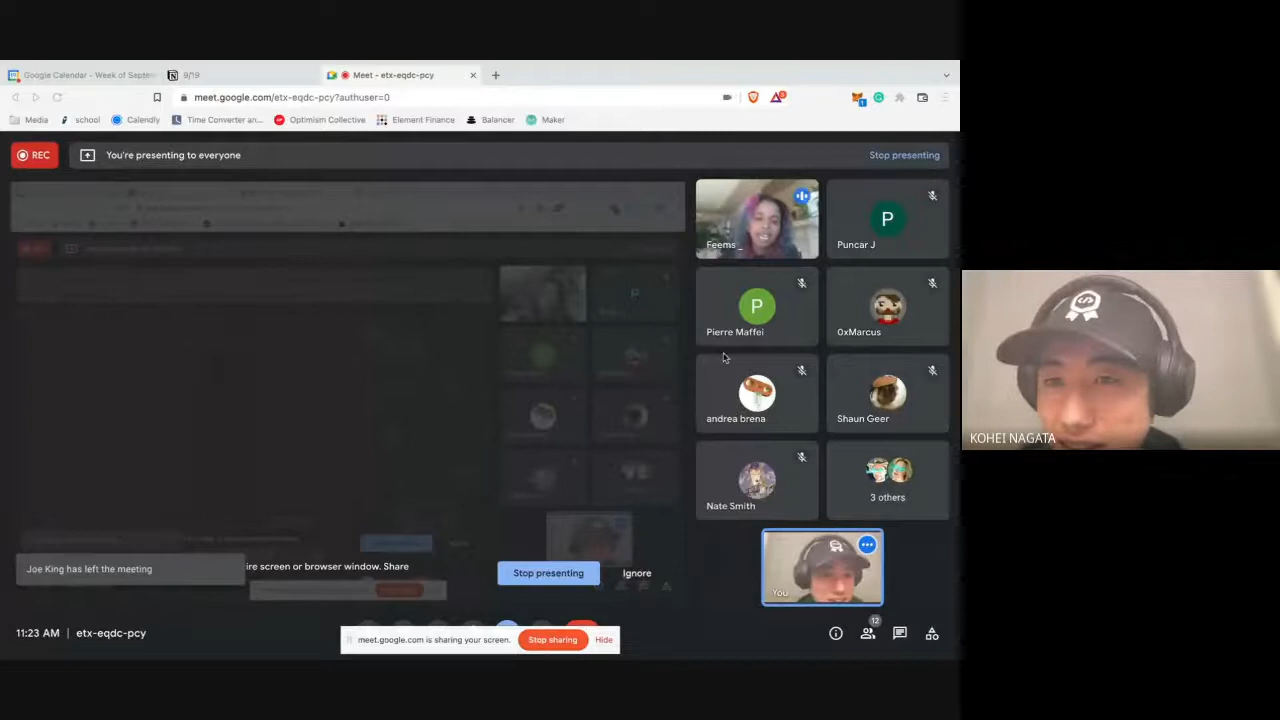 Google Calendar - Week of Septem
9/19
Meet - etx-eqdc-pcy
meet.google.com/etx-eqdc-pcy?authuser=0
Media
school
Calendly
Time Converter an...
Optimism Collective
Element Finance
Balancer
Maker
REC
You're presenting to everyone
Stop presenting
Feems _
P
Puncar J
P
Pierre Maffei
0xMarcus
andrea brena
Shaun Geer
Nate Smith
3 others
KOHEI NAGATA
Joe King has left the meeting
ire screen or browser window. Share
Stop presenting
Ignore
You
11:23 AM | etx-eqdc-pcy
meet.google.com is sharing your screen.
Stop sharing
Hide
12